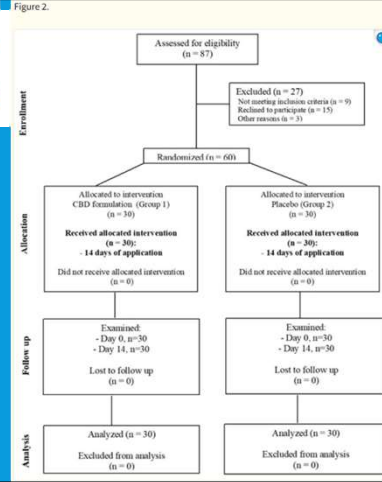 Figure 2.
Assessed for eligibility
(n = 87)
Enrollment
Excluded (n = 27)
Not meeting inclusion criteria (n = 9)
Reclined to participate (n = 15)
Other reasons (n = 3)
Randomized (n = 60)
Allocation
Allocated to intervention
CBD formulation (Group 1)
(n = 30)
Received allocated intervention
(n = 30):
- 14 days of application
Did not receive allocated intervention
(n = 0)
Allocated to intervention
Placebo (Group 2)
(n = 30)
Received allocated intervention
(n = 30):
- 14 days of application
Did not receive allocated intervention
(n = 0)
Follow up
Examined:
- Day 0, n=30
- Day 14, n=30
Lost to follow up
(n = 0)
Examined:
- Day 0, n=30
- Day 14, n=30
Lost to follow up
(n = 0)
Analysis
Analyzed (n = 30)
Excluded from analysis
(n = 0)
Analyzed (n = 30)
Excluded from analysis
(n = 0)